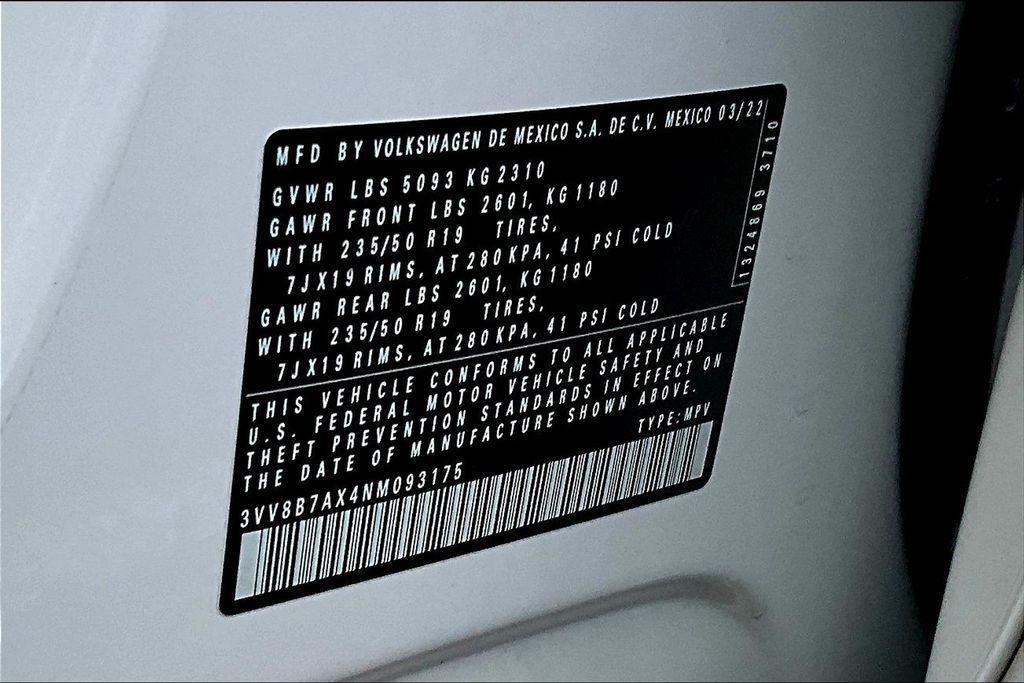 MFD BY VOLKSWAGEN DE MEXICO S.A. DE C.V. MEXICO 03/22
GVWR LBS 5093 KG 2310
GAWR FRONT LBS 2601, KG 1180
WITH 235/50 R19 TIRES,
7JX19 RIMS, AT 280 KPA, 41 PSI COLD
GAWR REAR LBS 2601, KG 1180
WITH 235/50 R19 TIRES,
7JX19 RIMS, AT 280 KPA, 41 PSI COLD
1324869 3710
THIS VEHICLE CONFORMS TO ALL APPLICABLE
U.S. FEDERAL MOTOR VEHICLE SAFETY AND
THEFT PREVENTION STANDARDS IN EFFECT ON
THE DATE OF MANUFACTURE SHOWN ABOVE.
3VV8B7AX4NM093175 TYPE: MPV